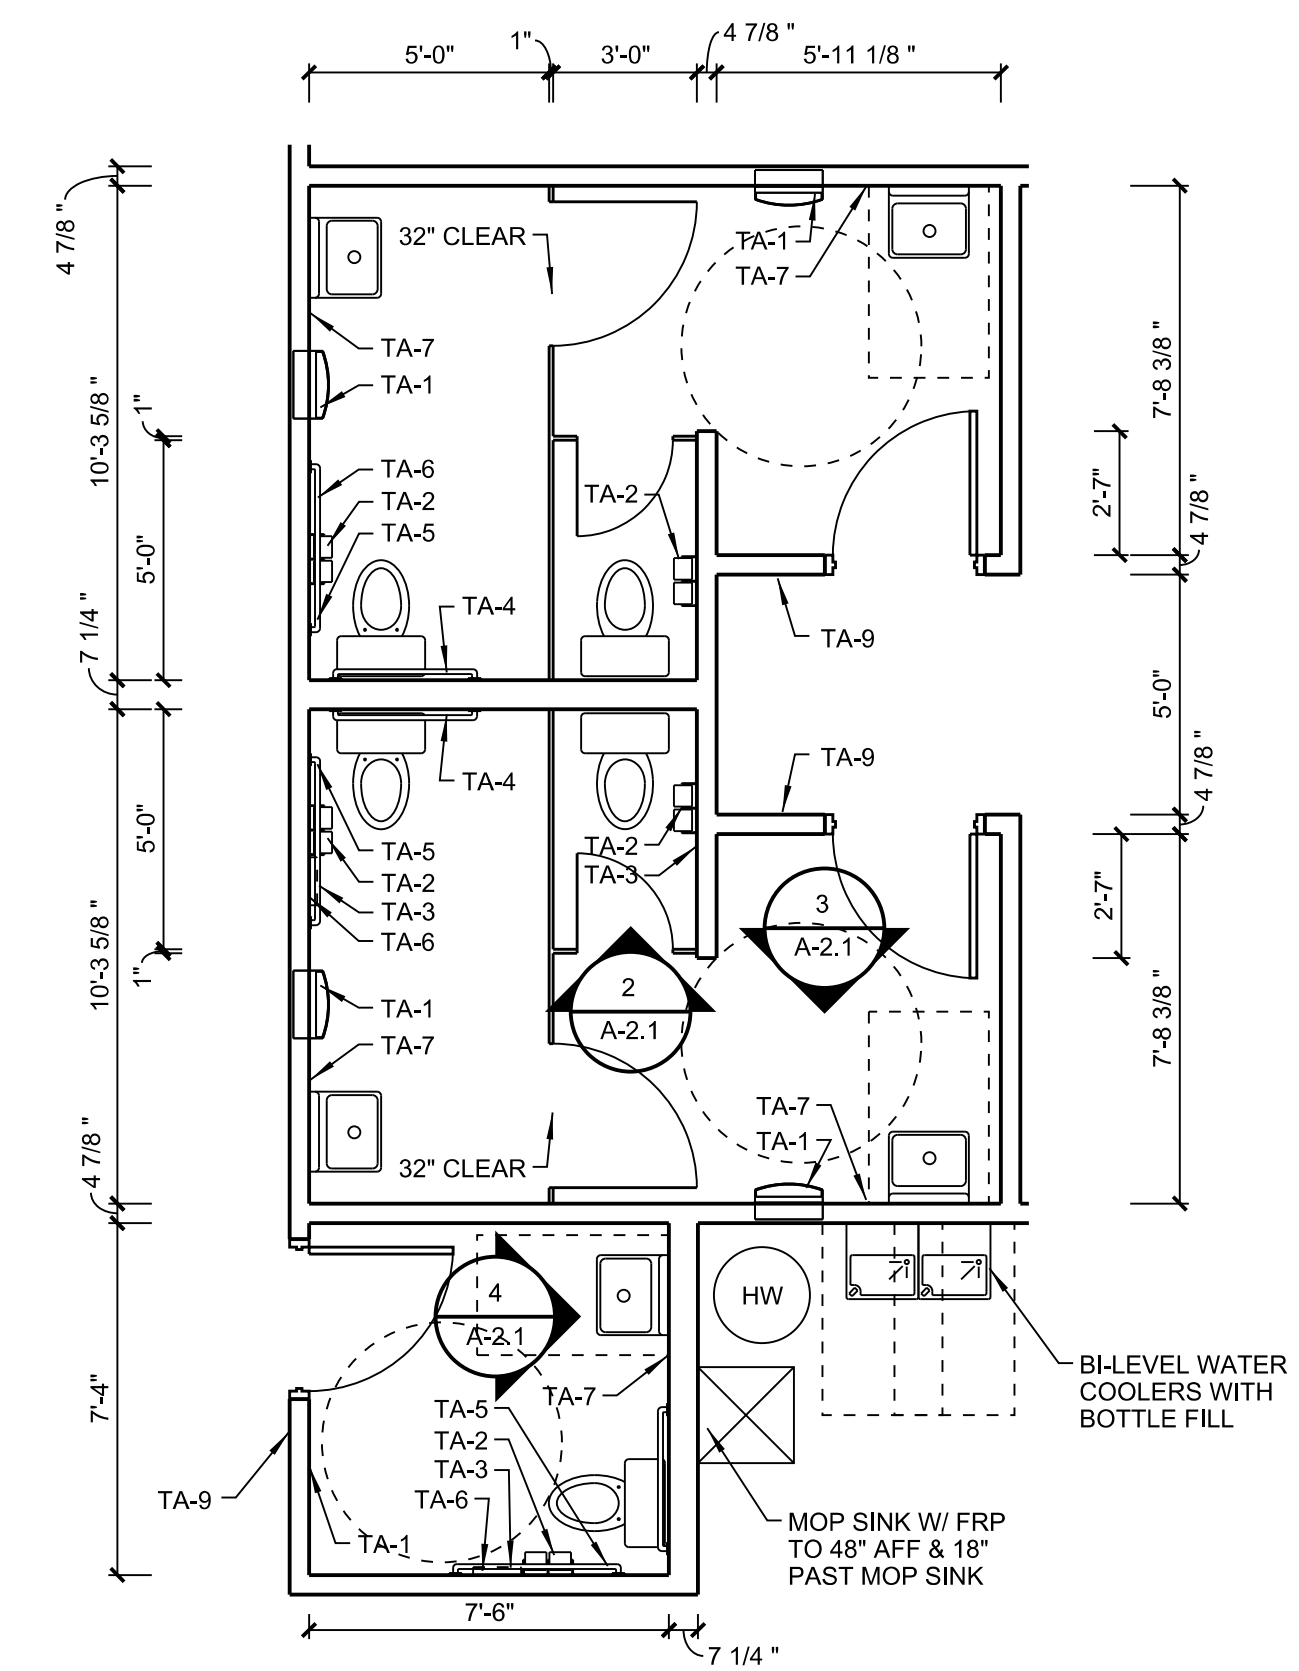 5'-0"
1"
3'-0"
4 7/8 "
5'-11 1/8 "
4 7/8 "
32" CLEAR
TA-1
TA-7
TA-7
TA-1
10'-3 5/8 "
1"
7'-8 3/8 "
TA-6
TA-2
TA-5
TA-2
2'-7"
4 7/8 "
5'-0"
TA-4
TA-9
7 1/4 "
5'-0"
TA-9
TA-4
4 7/8 "
5'-0"
TA-5
TA-2
TA-3
TA-6
TA-2
TA-3
2'-7"
3
A-2.1
10'-3 5/8 "
1"
2
A-2.1
TA-1
TA-7
7'-8 3/8 "
TA-7
TA-1
32" CLEAR
4 7/8 "
4
A-2.1
HW
7'-4"
BI-LEVEL WATER
COOLERS WITH
BOTTLE FILL
TA-7
TA-5
TA-2
TA-3
TA-6
TA-9
TA-1
MOP SINK W/ FRP
TO 48" AFF & 18"
PAST MOP SINK
7'-6"
7 1/4 "